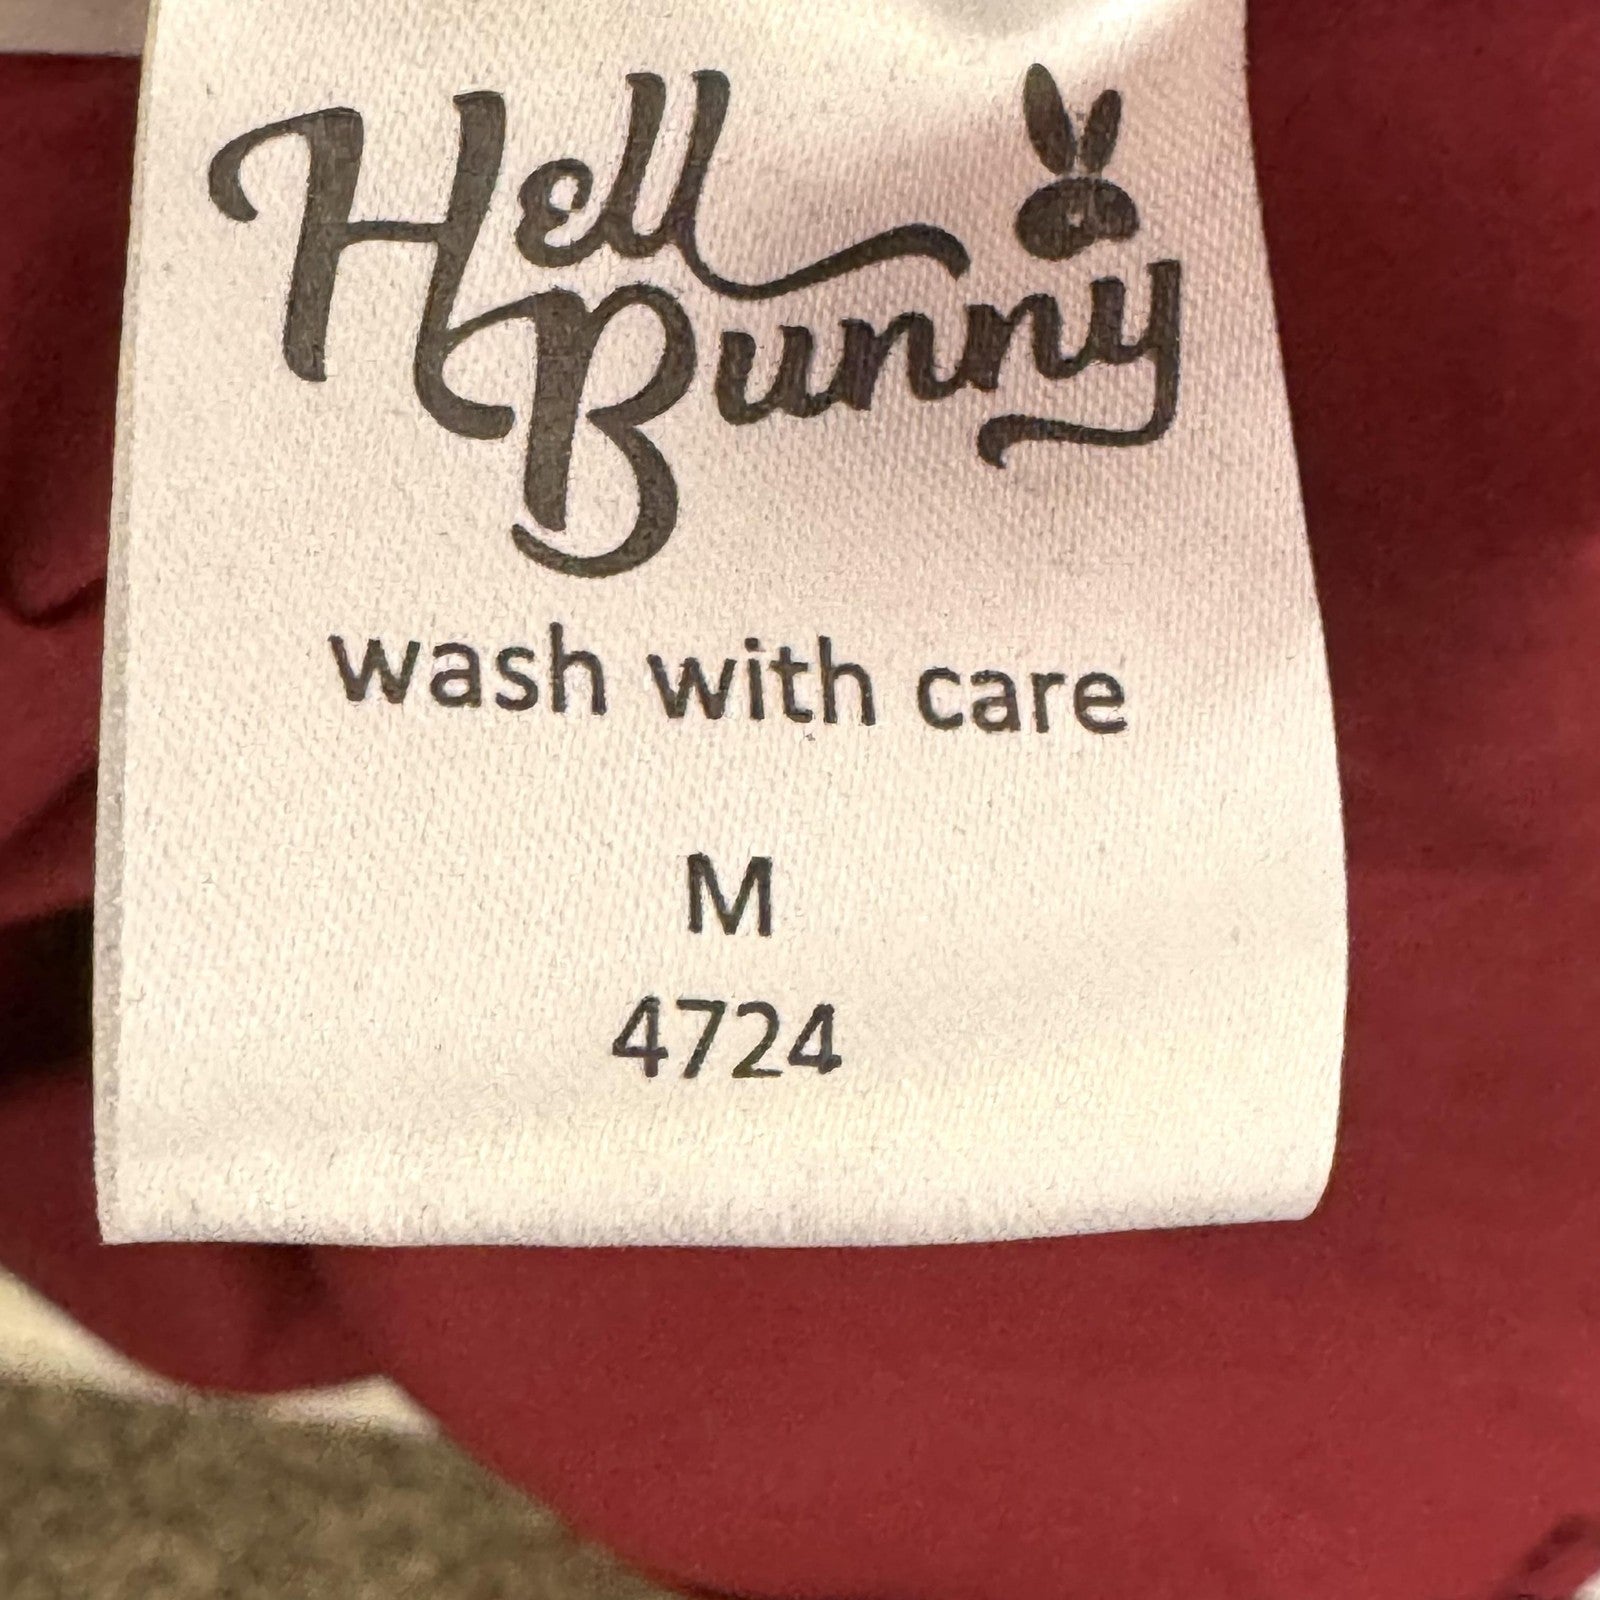 Hell
Bunny
wash with care
M
4724